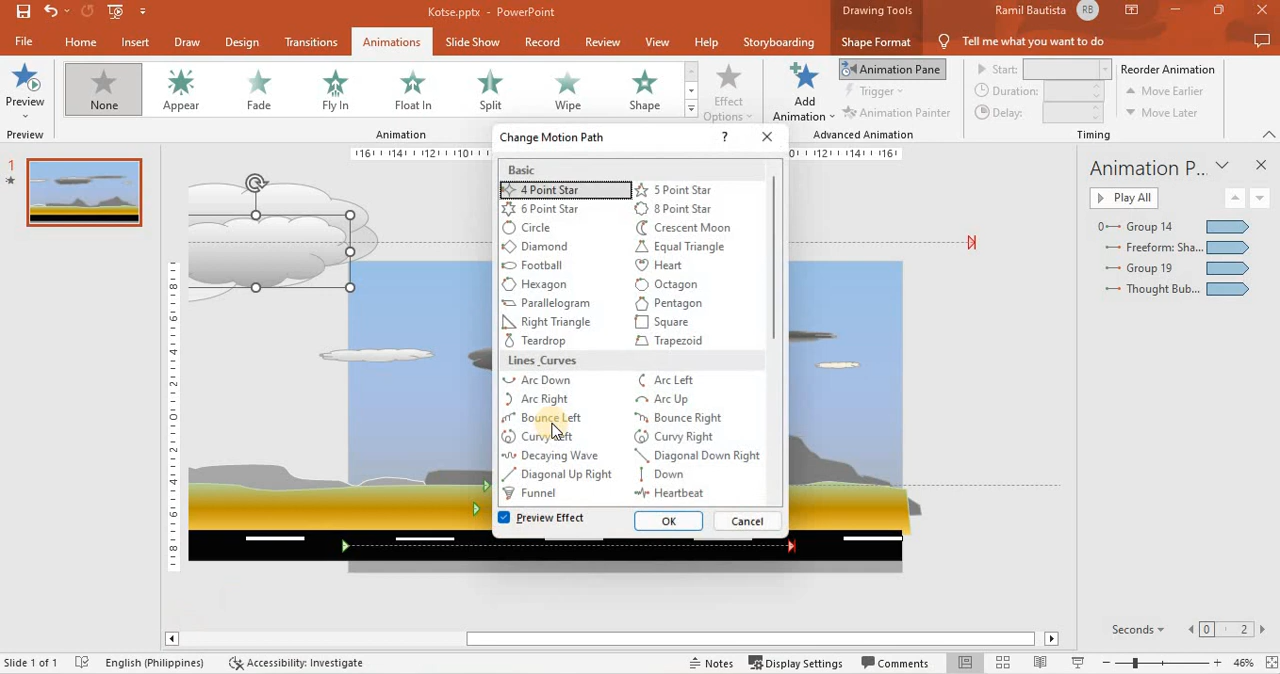 Kotse.pptx - PowerPoint
Drawing Tools
Ramil Bautista RB
File Home Insert Draw Design Transitions Animations Slide Show Record Review View Help Storyboarding Shape Format Tell me what you want to do
Preview
None Appear Fade Fly In Float In Split Wipe Shape
Effect Options
Add Animation
Animation Pane
Trigger
Animation Painter
Start:
Duration:
Delay:
Reorder Animation
Move Earlier
Move Later
Preview Animation Advanced Animation Timing
1
Change Motion Path ?
Basic
4 Point Star 5 Point Star
6 Point Star 8 Point Star
Circle Crescent Moon
Diamond Equal Triangle
Football Heart
Hexagon Octagon
Parallelogram Pentagon
Right Triangle Square
Teardrop Trapezoid
Lines_Curves
Arc Down Arc Left
Arc Right Arc Up
Bounce Left Bounce Right
Curvy Left Curvy Right
Decaying Wave Diagonal Down Right
Diagonal Up Right Down
Funnel Heartbeat
Preview Effect OK Cancel
Animation P...
Play All
0 Group 14
Freeform: Sha...
Group 19
Thought Bub...
Seconds 0 2
Slide 1 of 1 English (Philippines) Accessibility: Investigate Notes Display Settings Comments 46%